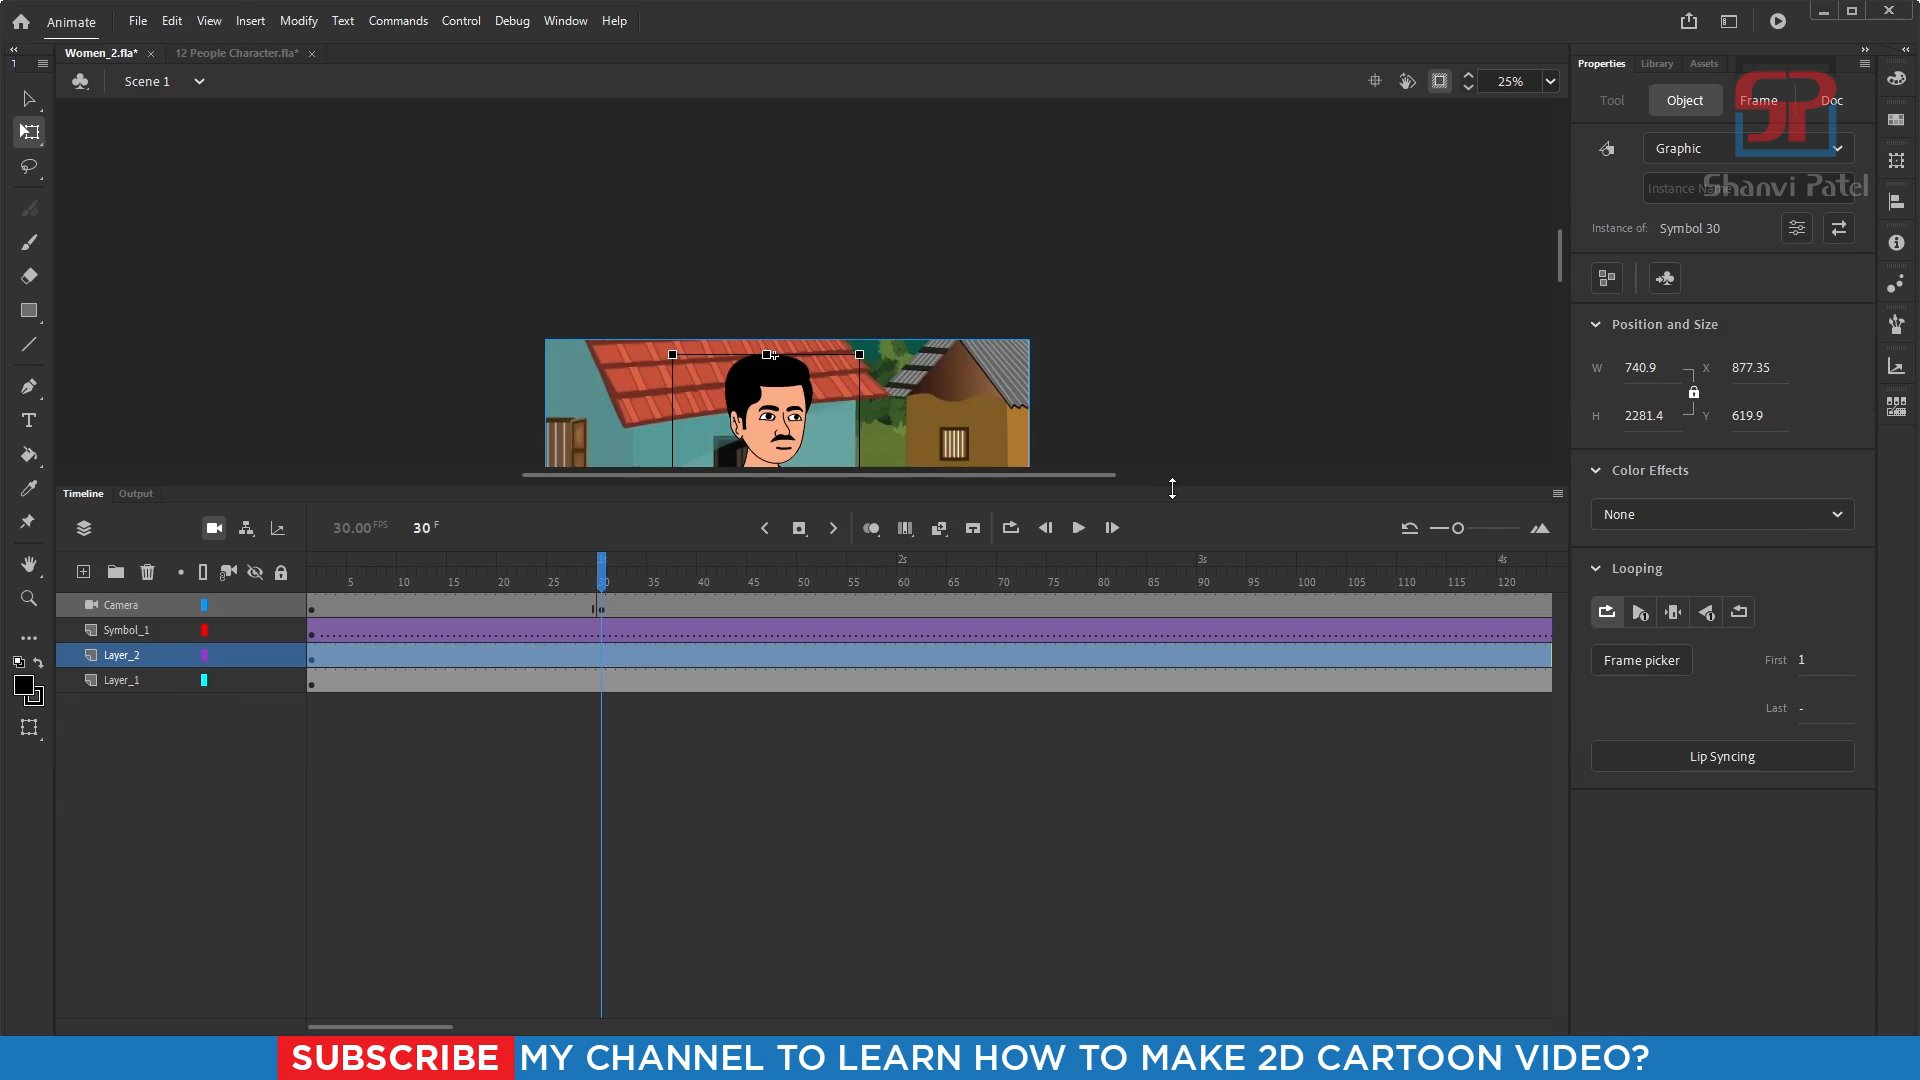 Animate
File Edit View Insert Modify Text Commands Control Debug Window Help
Women_2.fla* 12 People Character.fla*
Scene 1
25%
Properties Library Assets
Tool Object Frame Doc
Graphic
Instance Name
Shanvi Patel
Instance of: Symbol 30
Position and Size
W 740.9 X 877.35
H 2281.4 Y 619.9
Color Effects
None
Looping
Frame picker First 1
Last -
Lip Syncing
Timeline Output
30.00 FPS 30 F
1s 2s 3s 4s
5 10 15 20 25 30 35 40 45 50 55 60 65 70 75 80 85 90 95 100 105 110 115 120
Camera
Symbol_1
Layer_2
Layer_1
SUBSCRIBE MY CHANNEL TO LEARN HOW TO MAKE 2D CARTOON VIDEO?